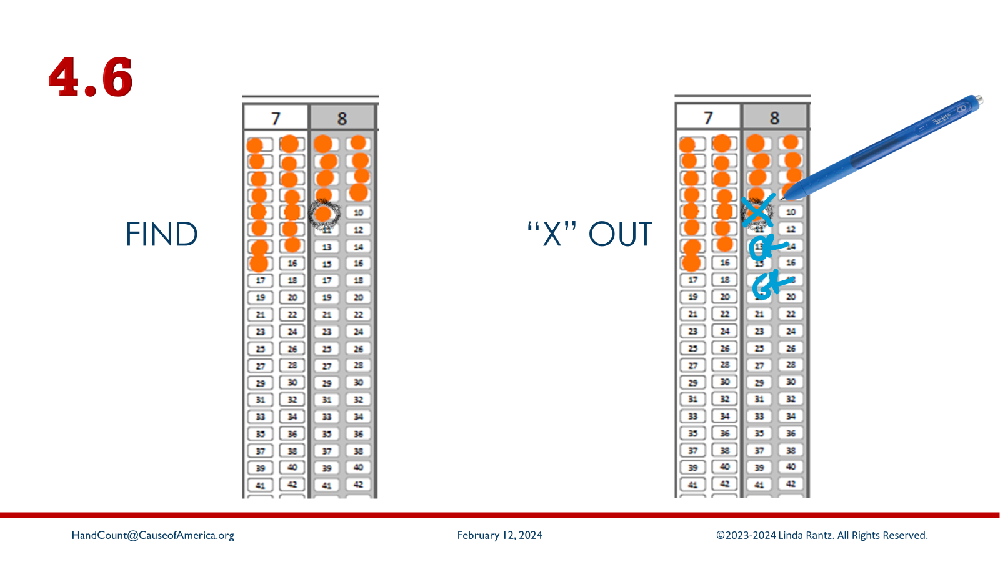 4.6
7 8
10
11 12
13 14
16 15 16
17 18 17 18
19 20 19 20
21 22 21 22
23 24 23 24
25 26 25 26
27 28 27 28
29 30 29 30
31 32 31 32
33 34 33 34
35 36 35 36
37 38 37 38
39 40 39 40
41 42 41 42
FIND
7 8
10
11 12
13 14
16 15 16
17 18
19 20 20
21 22 21 22
23 24 23 24
25 26 25 26
27 28 27 28
29 30 29 30
31 32 31 32
33 34 33 34
35 36 35 36
37 38 37 38
39 40 39 40
41 42 41 42
X
GK
“X” OUT
HandCount@CauseofAmerica.org
February 12, 2024
©2023-2024 Linda Rantz. All Rights Reserved.